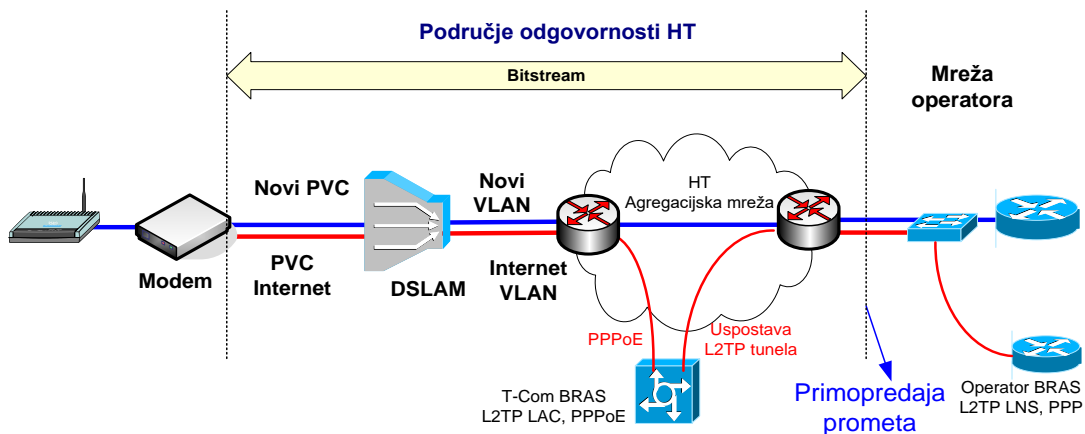 Područje odgovornosti HT
Bitstream
Mreža
operatora
Novi PVC
Novi
VLAN
HT
Agregacijska mreža
Modem
PVC
Internet
DSLAM
Internet
VLAN
PPPoE
Uspostava
L2TP tunela
T-Com BRAS
L2TP LAC, PPPoE
Primopredaja
prometa
Operator BRAS
L2TP LNS, PPP